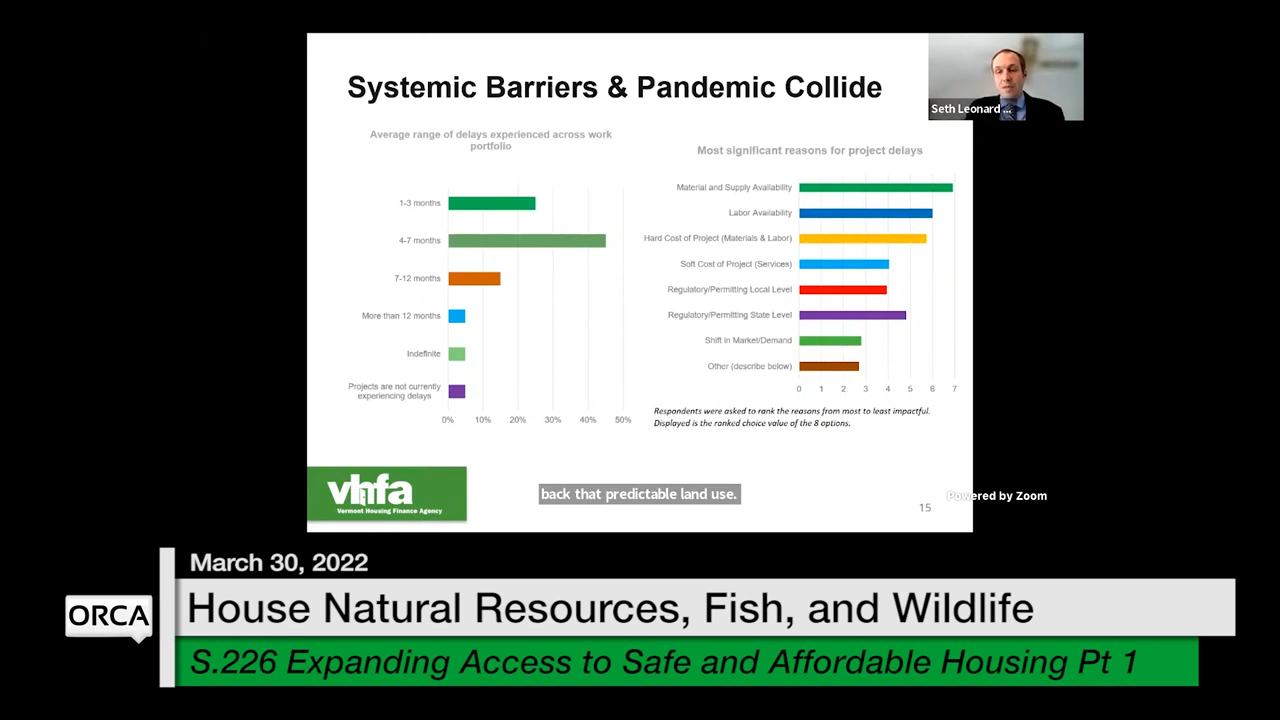 Systemic Barriers & Pandemic Collide
Seth Leonard ...
Average range of delays experienced across work
portfolio
1-3 months
4-7 months
7-12 months
More than 12 months
Indefinite
Projects are not currently
experiencing delays
0% 10% 20% 30% 40% 50%
Most significant reasons for project delays
Material and Supply Availability
Labor Availability
Hard Cost of Project (Materials & Labor)
Soft Cost of Project (Services)
Regulatory/Permitting Local Level
Regulatory/Permitting State Level
Shift in Market/Demand
Other (describe below)
0 1 2 3 4 5 6 7
Respondents were asked to rank the reasons from most to least impactful.
Displayed is the ranked choice value of the 8 options.
vhfa
Vermont Housing Finance Agency
back that predictable land use.
15
Powered by Zoom
March 30, 2022
ORCA
House Natural Resources, Fish, and Wildlife
S.226 Expanding Access to Safe and Affordable Housing Pt 1